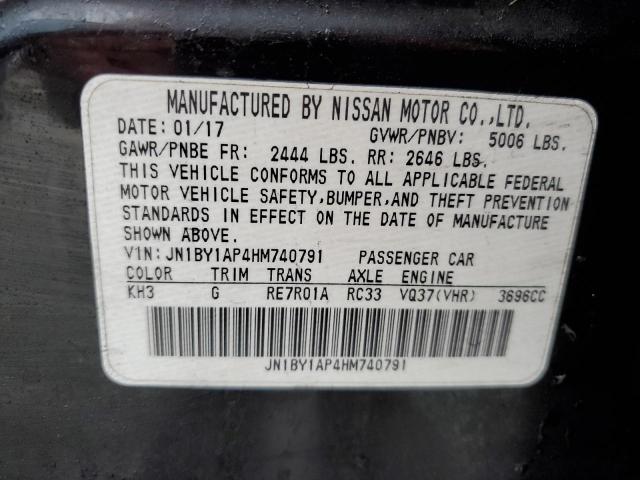 MANUFACTURED BY NISSAN MOTOR CO.,LTD.
DATE: 01/17 GVWR/PNBV: 5006 LBS.
GAWR/PNBE FR: 2444 LBS. RR: 2646 LBS.
THIS VEHICLE CONFORMS TO ALL APPLICABLE FEDERAL
MOTOR VEHICLE SAFETY,BUMPER,AND THEFT PREVENTION
STANDARDS IN EFFECT ON THE DATE OF MANUFACTURE
SHOWN ABOVE.
VIN: JN1BY1AP4HM740791 PASSENGER CAR
COLOR TRIM TRANS AXLE ENGINE
KH3 G RE7R01A RC33 VQ37(VHR) 3696CC
JN1BY1AP4HM740791